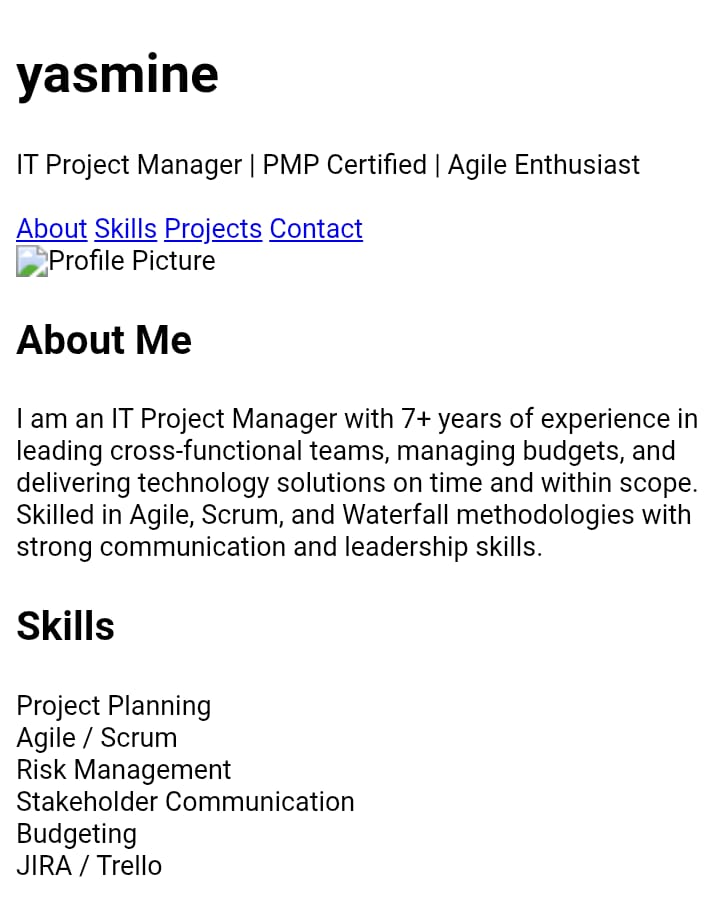 yasmine
IT Project Manager | PMP Certified | Agile Enthusiast
About Skills Projects Contact
Profile Picture
About Me
I am an IT Project Manager with 7+ years of experience in
leading cross-functional teams, managing budgets, and
delivering technology solutions on time and within scope.
Skilled in Agile, Scrum, and Waterfall methodologies with
strong communication and leadership skills.
Skills
Project Planning
Agile / Scrum
Risk Management
Stakeholder Communication
Budgeting
JIRA / Trello